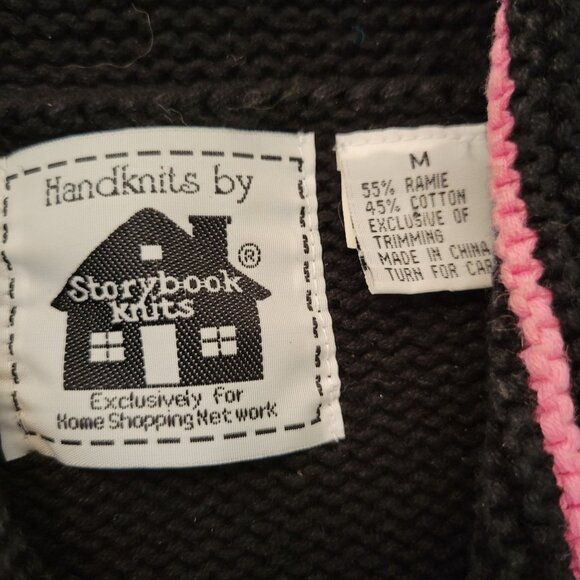 Handknits by
Storybook ®
Knits
Exclusively for
Home Shopping Network
M
55% RAMIE
45% COTTON
EXCLUSIVE OF
TRIMMING
MADE IN CHINA
TURN FOR CAR